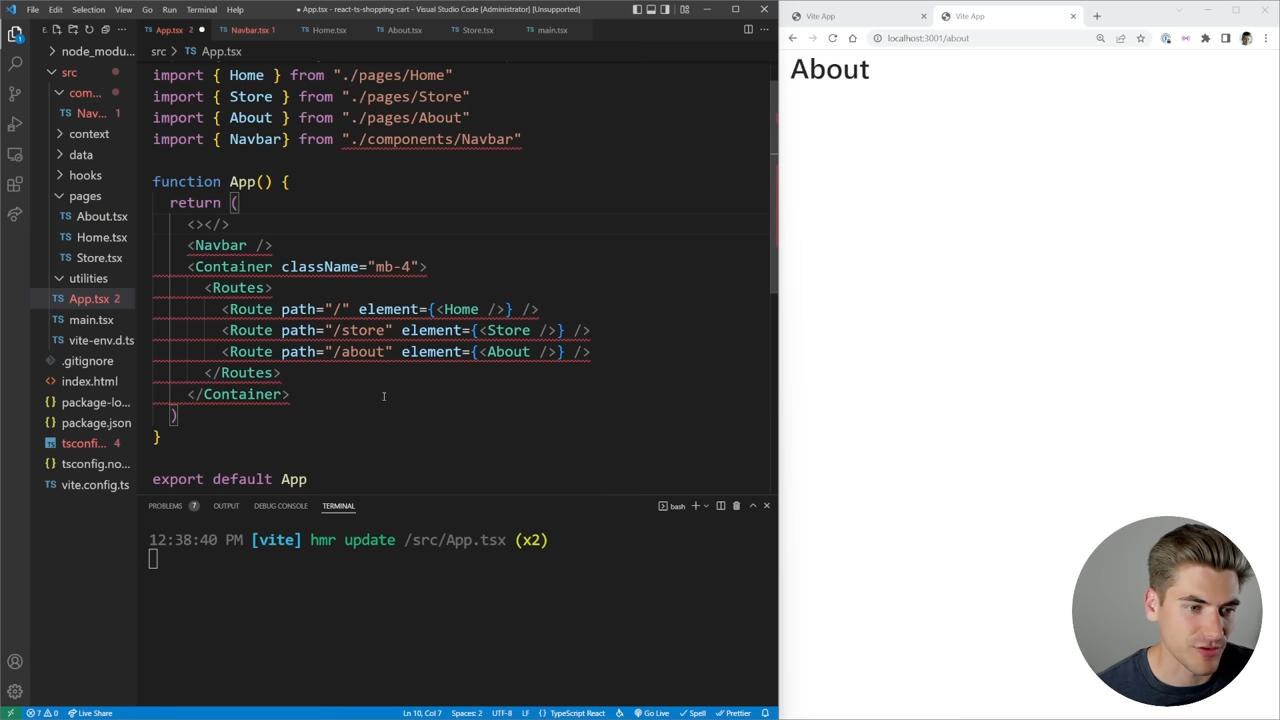 File Edit Selection View Go Run Terminal Help
App.tsx - react-ts-shopping-cart - Visual Studio Code [Administrator] [Unsupported]
E.
App.tsx 2
Navbar.tsx 1
Home.tsx
About.tsx
Store.tsx
main.tsx
src > App.tsx
node_modu...
src
com...
Nav... 1
context
data
hooks
pages
About.tsx
Home.tsx
Store.tsx
utilities
App.tsx 2
main.tsx
vite-env.d.ts
.gitignore
index.html
package-lo...
package.json
tsconfi... 4
tsconfig.no...
vite.config.ts
import { Home } from "./pages/Home"
import { Store } from "./pages/Store"
import { About } from "./pages/About"
import { Navbar} from "./components/Navbar"
function App() {
return (
<></>
<Navbar />
<Container className="mb-4">
<Routes>
<Route path="/" element={<Home />} />
<Route path="/store" element={<Store />} />
<Route path="/about" element={<About />} />
</Routes>
</Container>
)
}
export default App
PROBLEMS 7 OUTPUT DEBUG CONSOLE TERMINAL
bash
12:38:40 PM [vite] hmr update /src/App.tsx (x2)
7 0 Live Share
Ln 10, Col 7 Spaces: 2 UTF-8 LF TypeScript React Go Live Spell Prettier
Vite App
Vite App
localhost:3001/about
About